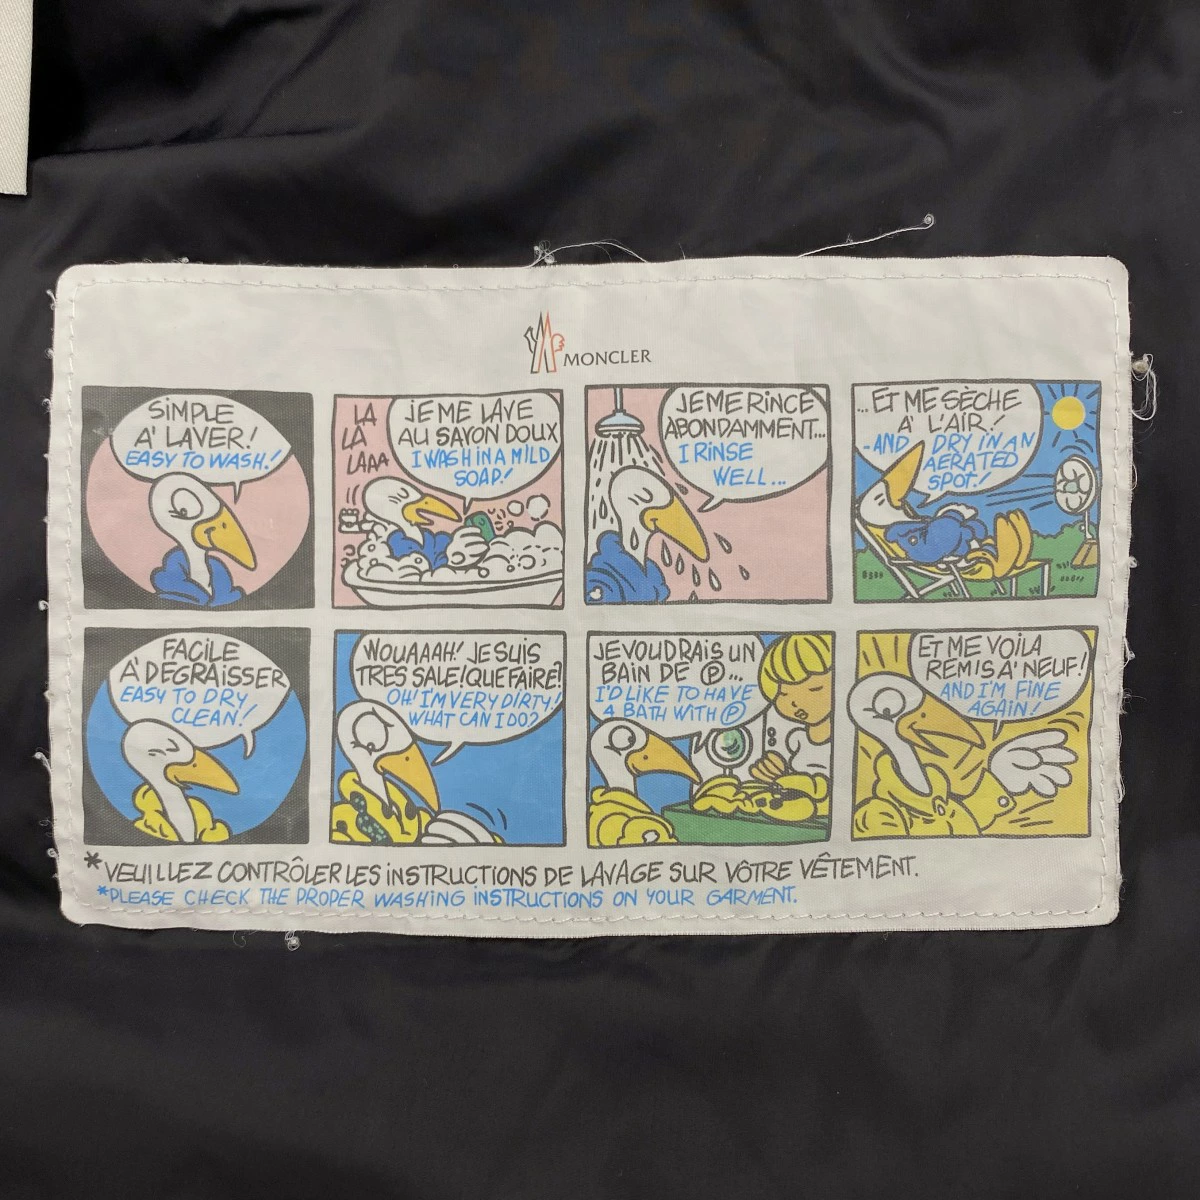 MONCLER
SIMPLE
A' LAVER!
EASY TO WASH!
LA
LA
LAAA
JE ME LAVE
AU SAVON DOUX
I WASH IN A MILD
SOAP!
JE ME RINCE
ABONDAMMENT...
I RINSE
WELL...
...ET ME SÈCHE
A' L'AIR!
-AND DRY IN AN
AERATED
SPOT!
FACILE
A' DEGRAISSER
EASY TO DRY
CLEAN!
WOUAAAH! JE SUIS
TRES SALE! QUE FAIRE?
OH! I'M VERY DIRTY!
WHAT CAN I DO?
JE VOUDRAIS UN
BAIN DE Ⓟ...
I'D LIKE TO HAVE
A BATH WITH Ⓟ
ET ME VOILA
REMIS A' NEUF!
AND I'M FINE
AGAIN!
*VEUILLEZ CONTRÔLER LES INSTRUCTIONS DE LAVAGE SUR VÔTRE VÊTEMENT.
*PLEASE CHECK THE PROPER WASHING INSTRUCTIONS ON YOUR GARMENT.